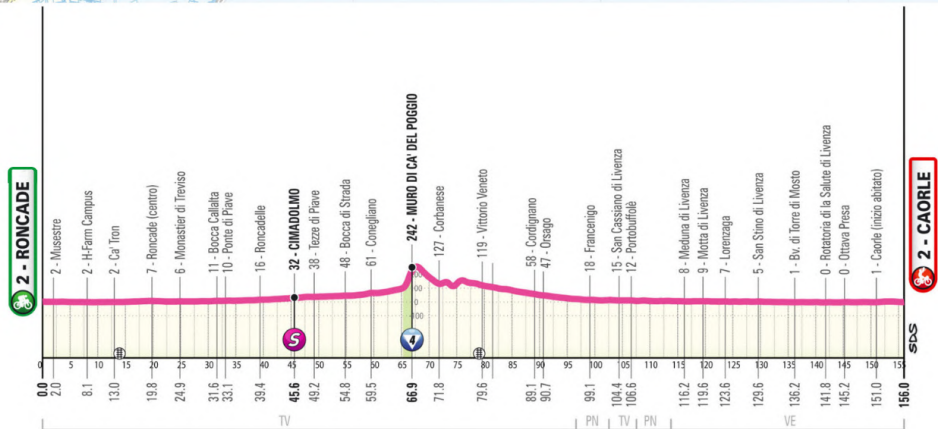 2 - RONCADE
2 - Musestre
2 - H-Farm Campus
2 - Ca' Tron
7 - Roncade (centro)
6 - Monastier di Treviso
11 - Bocca Callalta
10 - Ponte di Piave
16 - Roncadelle
32 - CIMADOLMO
38 - Tezze di Piave
48 - Bocca di Strada
61 - Conegliano
242 - MURO DI CA' DEL POGGIO
127 - Corbanese
119 - Vittorio Veneto
58 - Cordignano
47 - Orsago
18 - Francenigo
15 - San Cassiano di Livenza
12 - Portobuffolè
8 - Meduna di Livenza
9 - Motta di Livenza
7 - Lorenzaga
5 - San Stino di Livenza
1 - Bv. di Torre di Mosto
0 - Rotatoria di la Salute di Livenza
0 - Ottava Presa
1 - Caorle (inizio abitato)
2 - CAORLE
S
4
SDS
0 5 10 15 20 25 30 35 40 45 50 55 60 65 70 75 80 85 90 95 100 105 110 115 120 125 130 135 140 145 150 155
0.0 2.0 8.1 13.0 19.8 24.9 31.6 33.1 39.4 45.6 49.2 54.8 59.5 66.9 71.8 79.6 89.1 90.7 99.1 104.4 106.6 116.2 119.6 123.6 129.6 136.2 141.8 145.2 151.0 156.0
TV PN TV PN VE